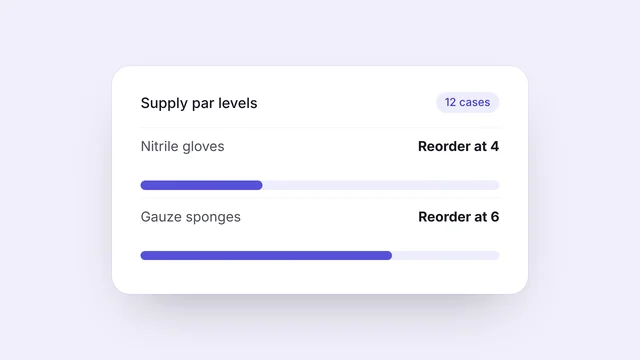 Supply par levels 12 cases
Nitrile gloves Reorder at 4
Gauze sponges Reorder at 6